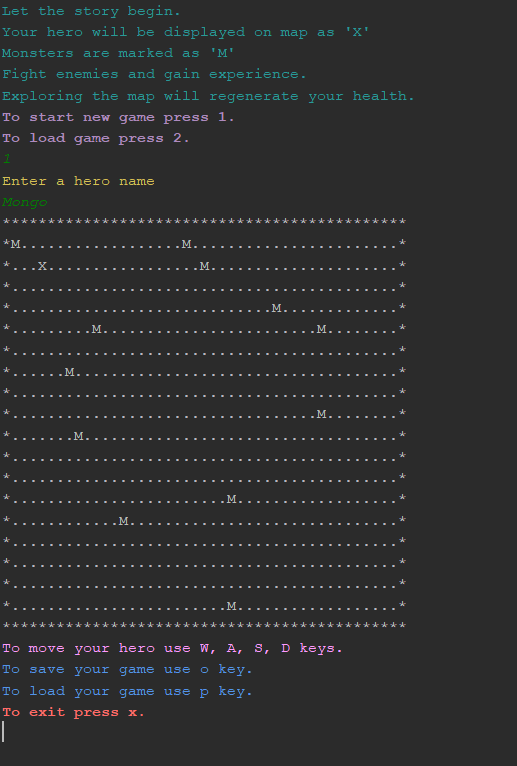 Let the story begin.
Your hero will be displayed on map as 'X'
Monsters are marked as 'M'
Fight enemies and gain experience.
Exploring the map will regenerate your health.
To start new game press 1.
To load game press 2.
1
Enter a hero name
Mongo
*********************************************
*M..................M.......................*
*...X.................M.....................*
*...........................................*
*.............................M.............*
*.........M........................M........*
*...........................................*
*......M....................................*
*...........................................*
*..................................M........*
*.......M...................................*
*...........................................*
*...........................................*
*........................M..................*
*............M..............................*
*...........................................*
*...........................................*
*...........................................*
*........................M..................*
*********************************************
To move your hero use W, A, S, D keys.
To save your game use o key.
To load your game use p key.
To exit press x.